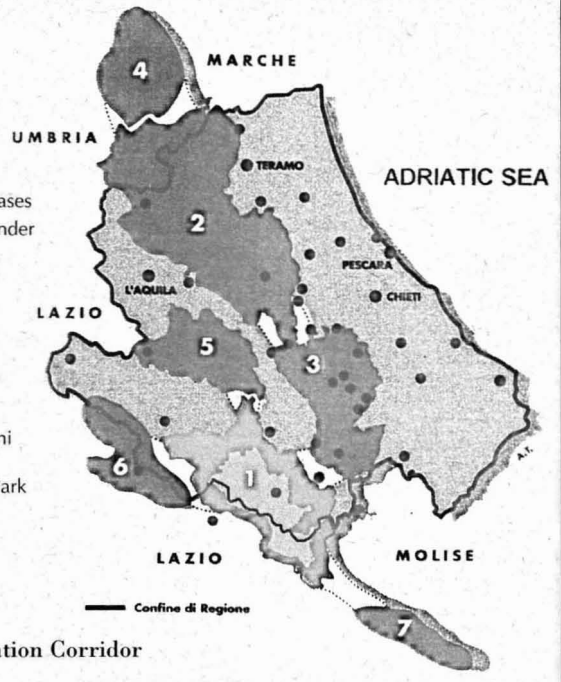 MARCHE
4
UMBRIA
TERAMO
ADRIATIC SEA
ases
nder
2
PESCARA
L'AQUILA
CHIETI
LAZIO
5
3
ni
6
1
ark
A.T.
LAZIO
MOLISE
Confine di Regione
7
ation Corridor